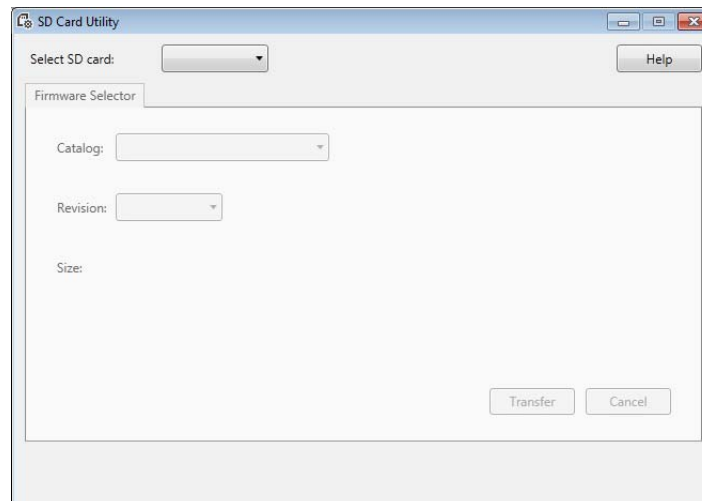 SD Card Utility
Select SD card:
Help
Firmware Selector
Catalog:
Revision:
Size:
Transfer
Cancel